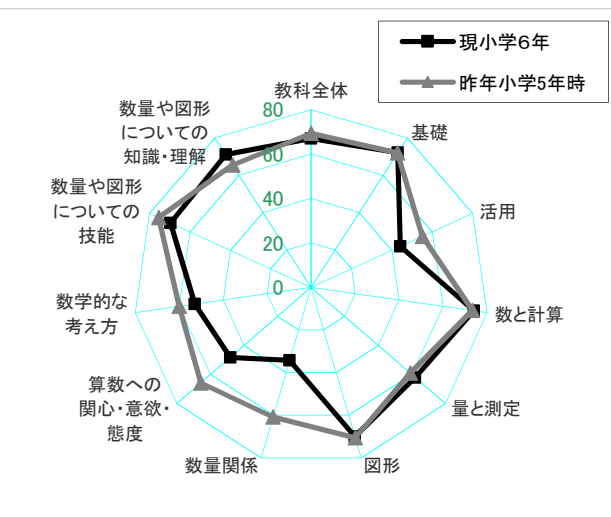 現小学6年
昨年小学5年時
教科全体
基礎
活用
数と計算
量と測定
図形
数量関係
算数への
関心・意欲・
態度
数学的な
考え方
数量や図形
についての
技能
数量や図形
についての
知識・理解
80
60
40
20
0